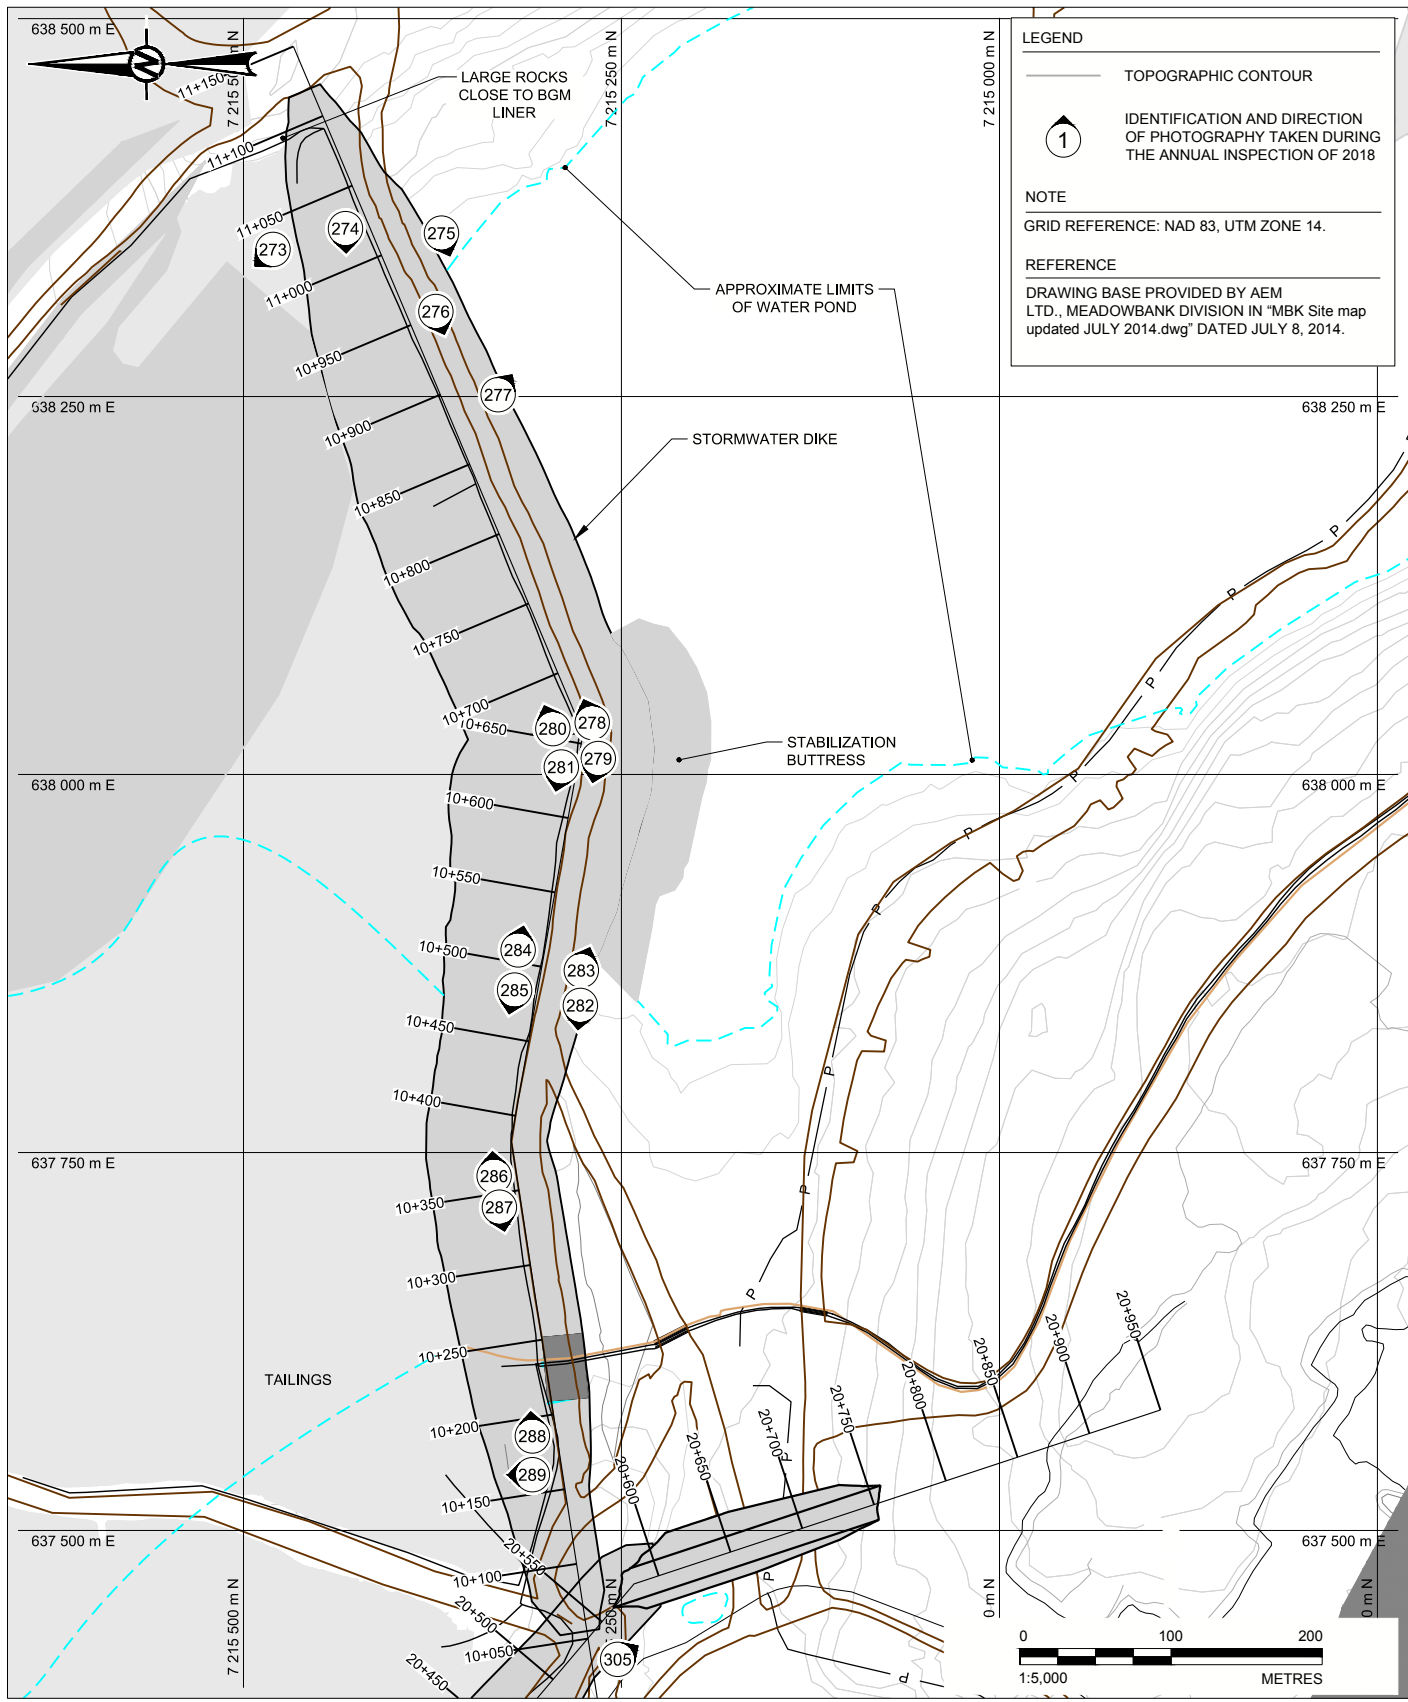 638 500 m E
N
7 215 500 m N
7 215 250 m N
7 215 000 m N
LEGEND
TOPOGRAPHIC CONTOUR
1
IDENTIFICATION AND DIRECTION
OF PHOTOGRAPHY TAKEN DURING
THE ANNUAL INSPECTION OF 2018
NOTE
GRID REFERENCE: NAD 83, UTM ZONE 14.
REFERENCE
DRAWING BASE PROVIDED BY AEM
LTD., MEADOWBANK DIVISION IN “MBK Site map
updated JULY 2014.dwg” DATED JULY 8, 2014.
LARGE ROCKS
CLOSE TO BGM
LINER
11+150
11+100
11+050
11+000
10+950
10+900
10+850
10+800
10+750
10+700
10+650
10+600
10+550
10+500
10+450
10+400
10+350
10+300
10+250
10+200
10+150
10+100
10+050
273
274
275
276
277
APPROXIMATE LIMITS
OF WATER POND
638 250 m E
638 250 m E
STORMWATER DIKE
278
279
280
281
STABILIZATION
BUTTRESS
638 000 m E
638 000 m E
284
285
283
282
637 750 m E
637 750 m E
286
287
TAILINGS
288
289
637 500 m E
637 500 m E
20+450
20+500
20+550
20+600
20+650
20+700
20+750
20+800
20+850
20+900
20+950
P
P
P
P
P
P
P
P
P
P
P
P
P
305
7 215 500 m N
250 m N
0 m N
0 m N
0
100
200
1:5,000
METRES